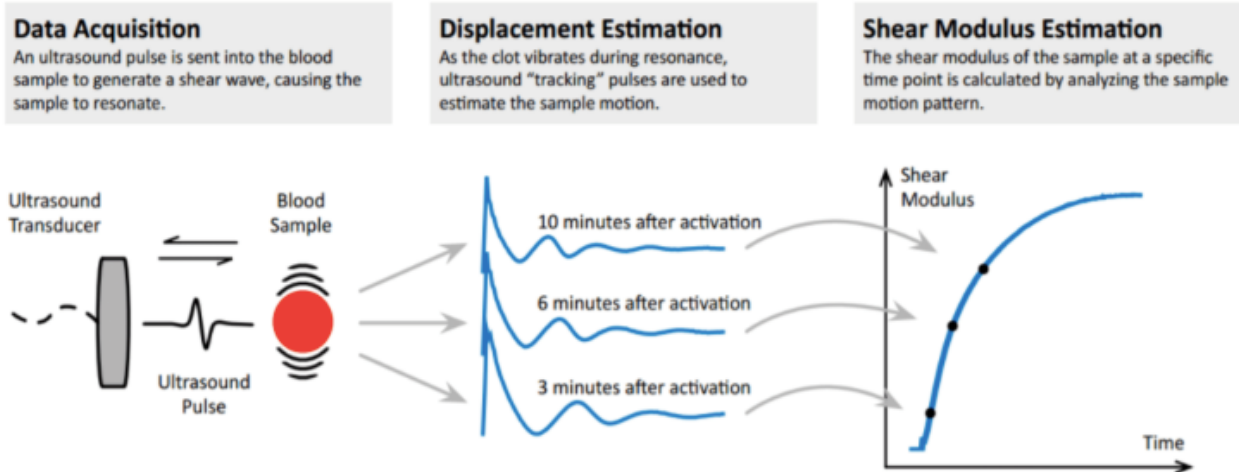 Data Acquisition
An ultrasound pulse is sent into the blood
sample to generate a shear wave, causing the
sample to resonate.
Displacement Estimation
As the clot vibrates during resonance,
ultrasound “tracking” pulses are used to
estimate the sample motion.
Shear Modulus Estimation
The shear modulus of the sample at a specific
time point is calculated by analyzing the sample
motion pattern.
Ultrasound
Transducer
Blood
Sample
Ultrasound
Pulse
10 minutes after activation
6 minutes after activation
3 minutes after activation
Shear
Modulus
Time